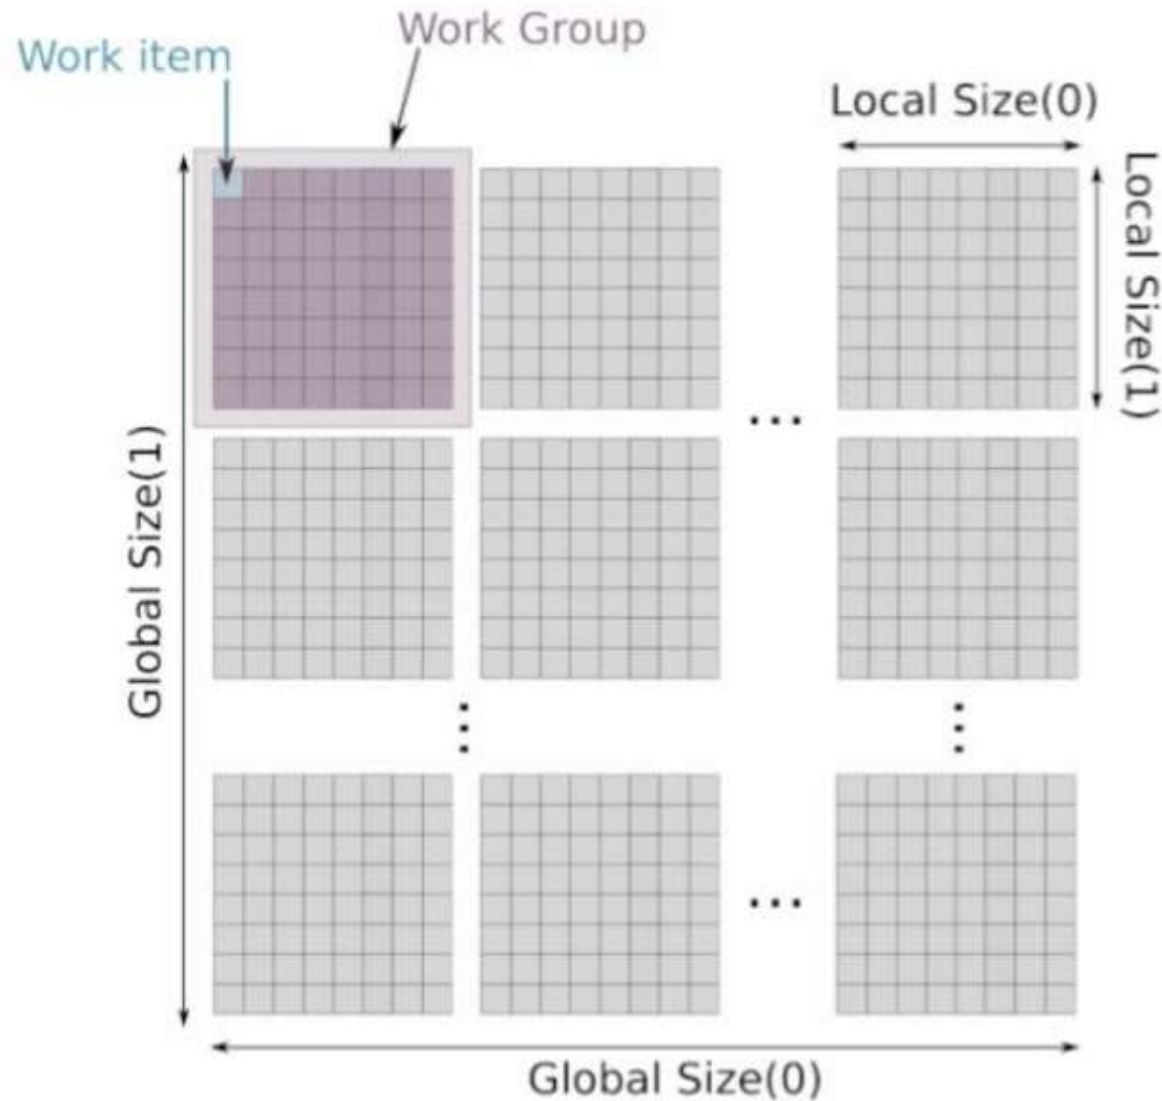 Work Group
Work item
Local Size(0)
Local Size(1)
...
Global Size(1)
...
Global Size(0)